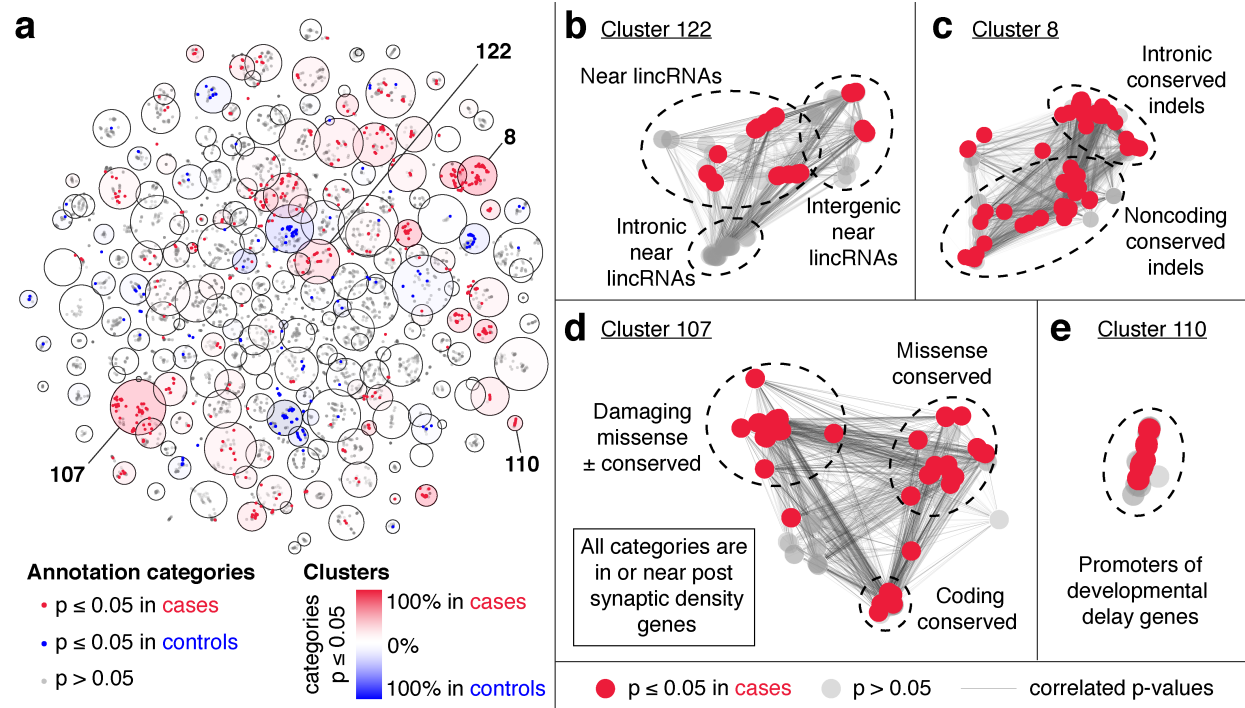 a
122
8
107
110
Annotation categories
p ≤ 0.05 in cases
p ≤ 0.05 in controls
p > 0.05
Clusters
categories
p ≤ 0.05
100% in cases
0%
100% in controls
b Cluster 122
Near lincRNAs
Intronic
near
lincRNAs
Intergenic
near
lincRNAs
c Cluster 8
Intronic
conserved
indels
Noncoding
conserved
indels
d Cluster 107
Damaging
missense
± conserved
Missense
conserved
All categories are
in or near post
synaptic density
genes
Coding
conserved
e Cluster 110
Promoters of
developmental
delay genes
p ≤ 0.05 in cases
p > 0.05
correlated p-values